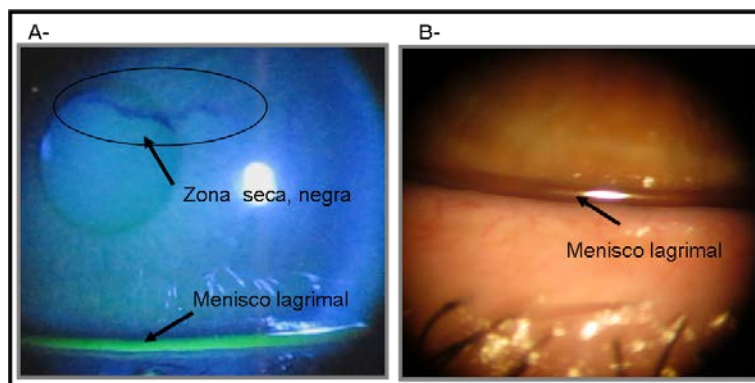 A-
B-
Zona seca, negra
Menisco lagrimal
Menisco lagrimal